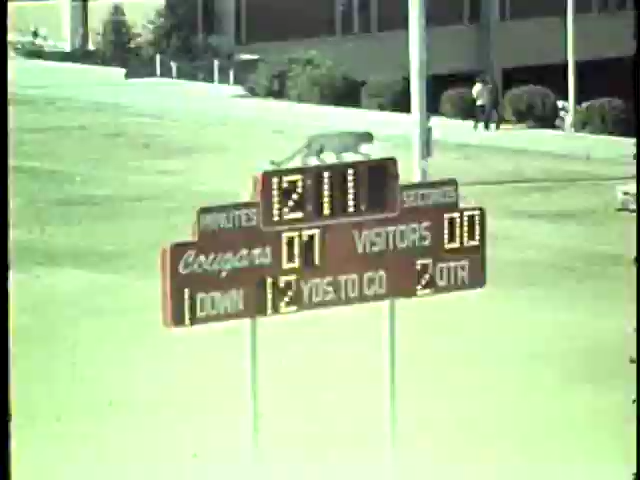 MINUTES 12:11 SECONDS
Cougars 07 VISITORS 00
1 DOWN 12 YDS. TO GO 2 QTR